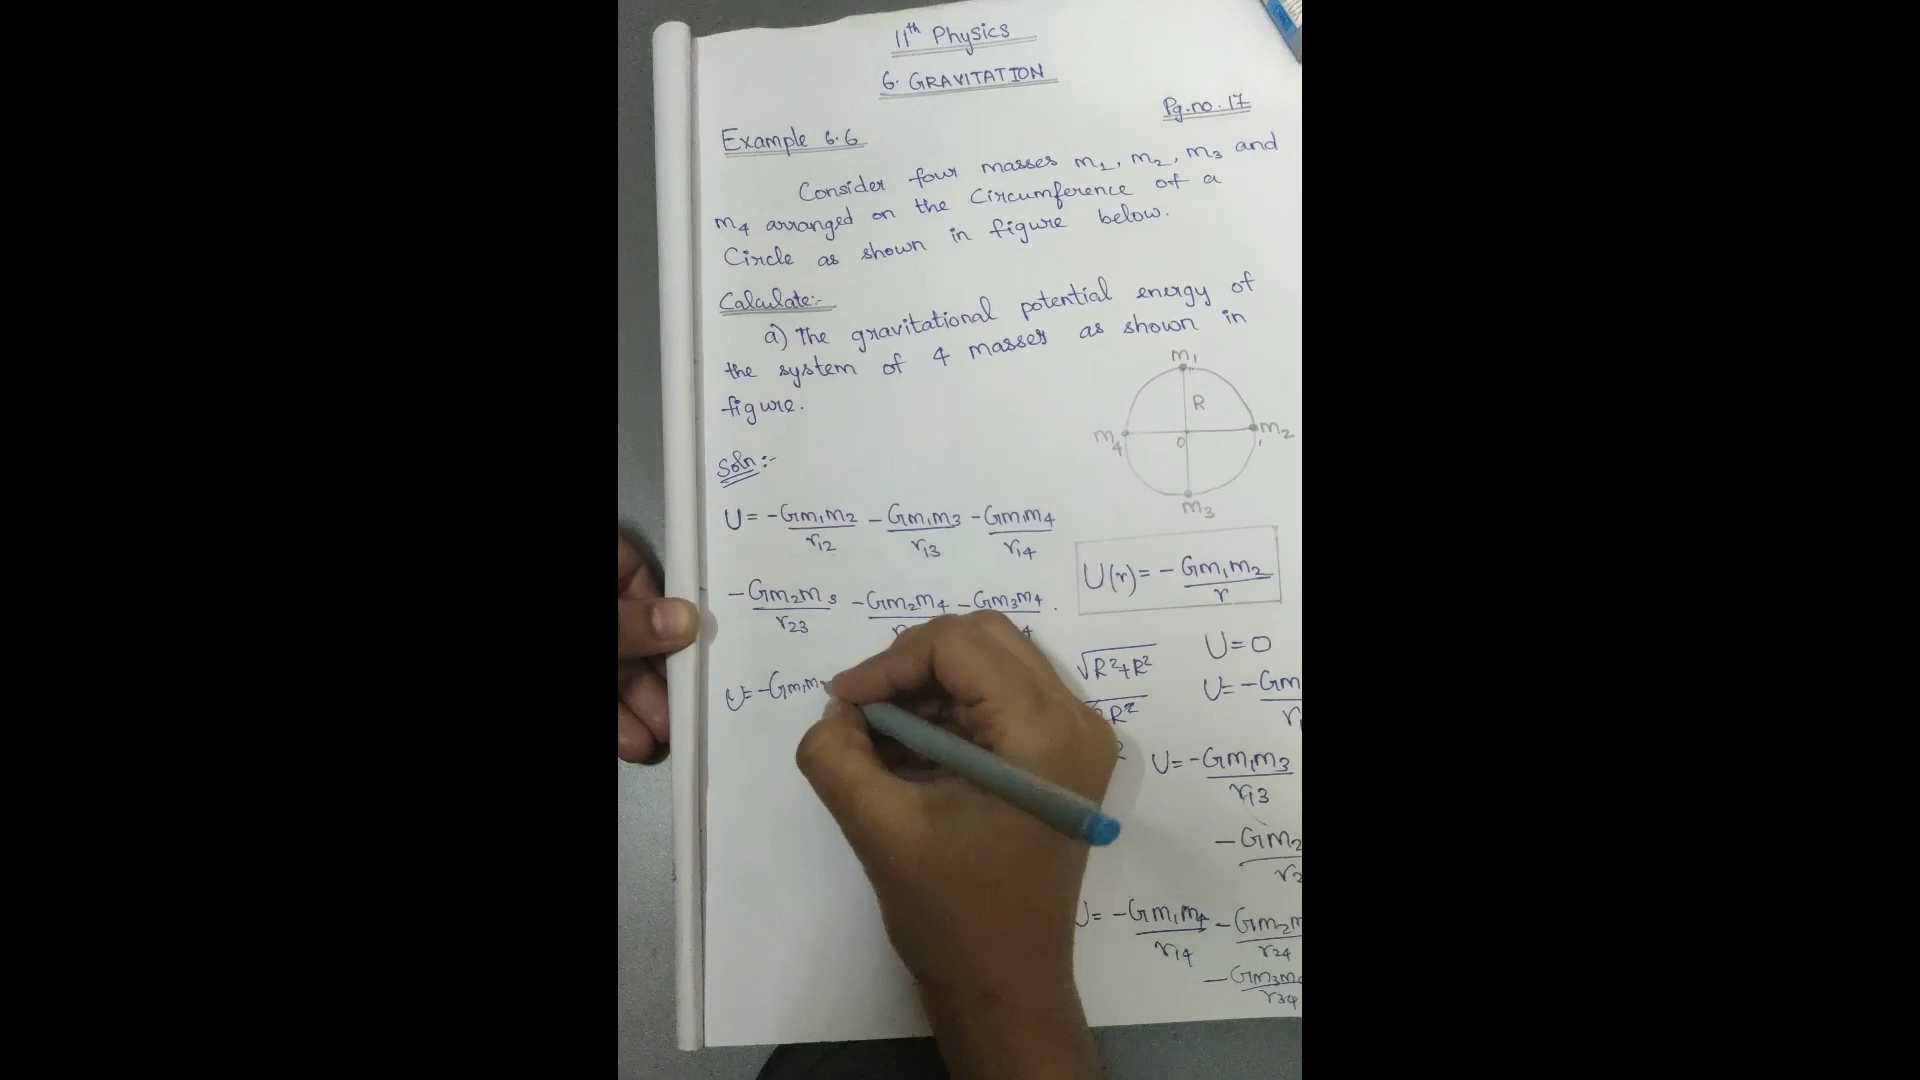 11th Physics
6. GRAVITATION
Pg.no. 17
Example 6.6
Consider four masses m1, m2, m3 and
m4 arranged on the circumference of a
Circle as shown in figure below.
Calculate:-
a) The gravitational potential energy of
the system of 4 masses as shown in
figure.
m1
R
m4
O
m2
m3
Soln:-
U = -Gm1m2/r12 - Gm1m3/r13 - Gm1m4/r14
-Gm2m3/r23 - Gm2m4 - Gm3m4
U= -Gm1m
U(r) = - Gm1m2/r
√R²+R²
R²
U=0
U= -Gm
U= -Gm1m3/r13
- Gm2
U= -Gm1m4/r14 - Gm2m/r24
- Gm3m4/r34